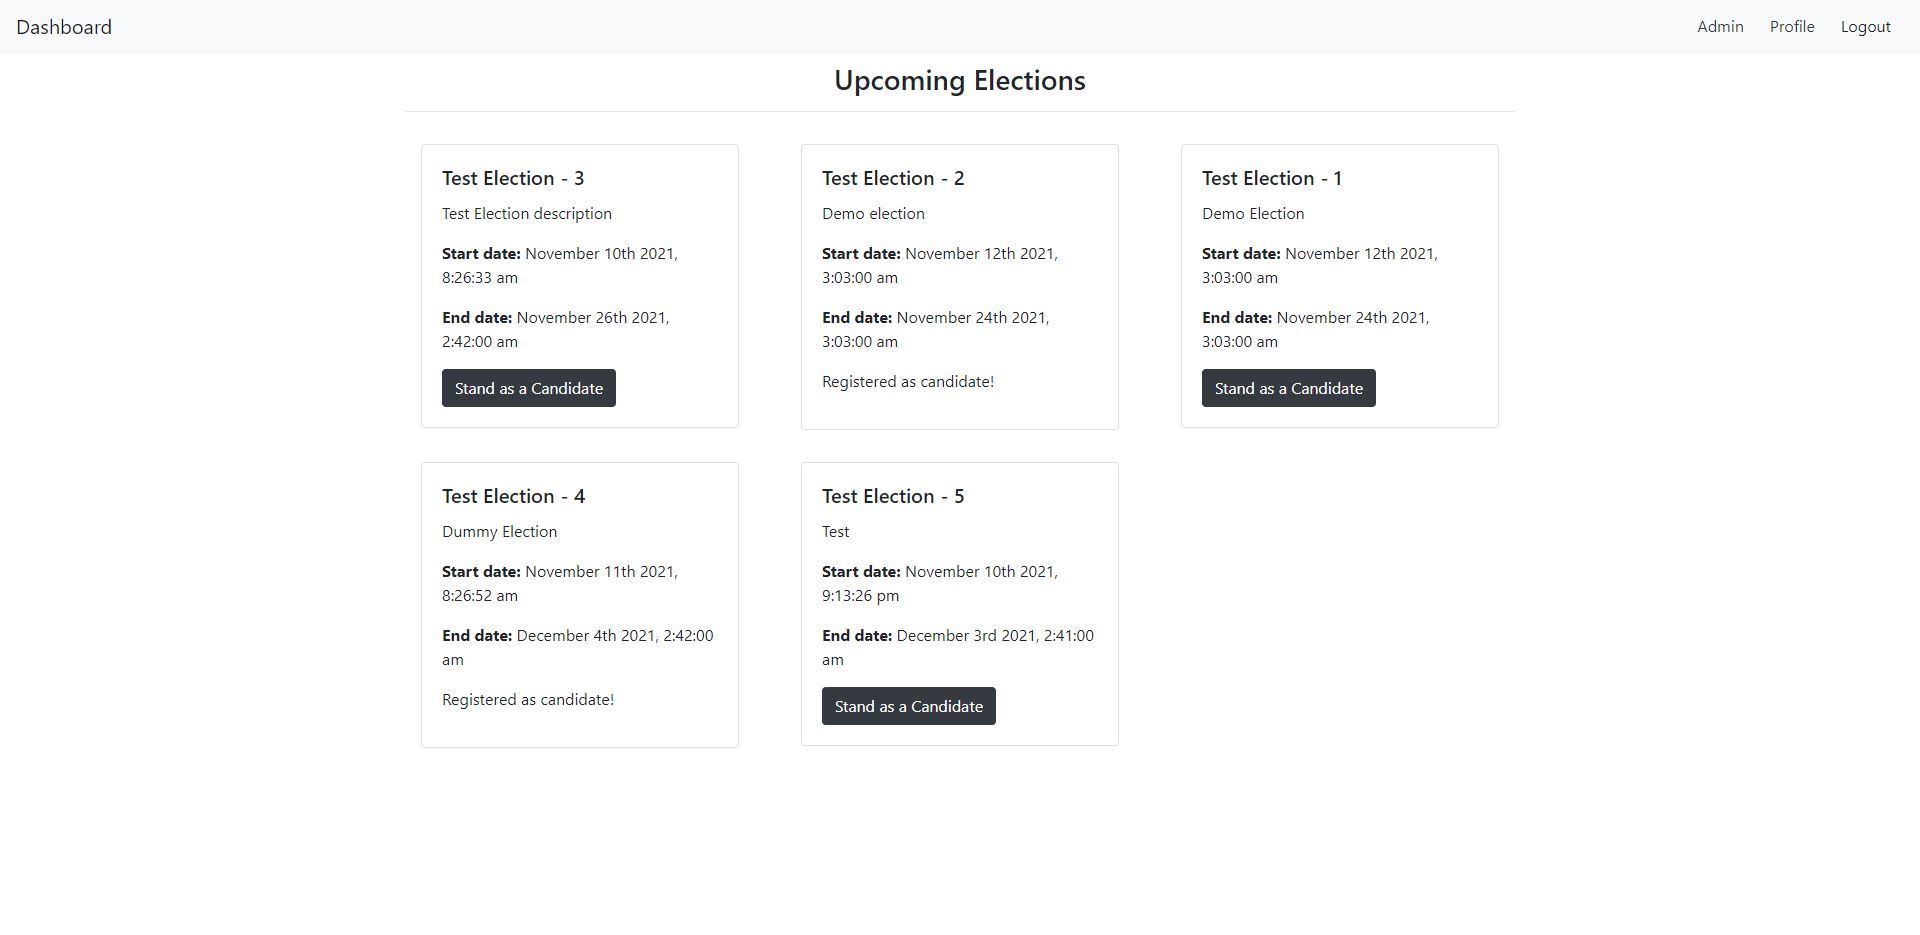 Dashboard
Admin
Profile
Logout
Upcoming Elections
Test Election - 3
Test Election description
Start date: November 10th 2021,
8:26:33 am
End date: November 26th 2021,
2:42:00 am
Stand as a Candidate
Test Election - 2
Demo election
Start date: November 12th 2021,
3:03:00 am
End date: November 24th 2021,
3:03:00 am
Registered as candidate!
Test Election - 1
Demo Election
Start date: November 12th 2021,
3:03:00 am
End date: November 24th 2021,
3:03:00 am
Stand as a Candidate
Test Election - 4
Dummy Election
Start date: November 11th 2021,
8:26:52 am
End date: December 4th 2021, 2:42:00
am
Registered as candidate!
Test Election - 5
Test
Start date: November 10th 2021,
9:13:26 pm
End date: December 3rd 2021, 2:41:00
am
Stand as a Candidate